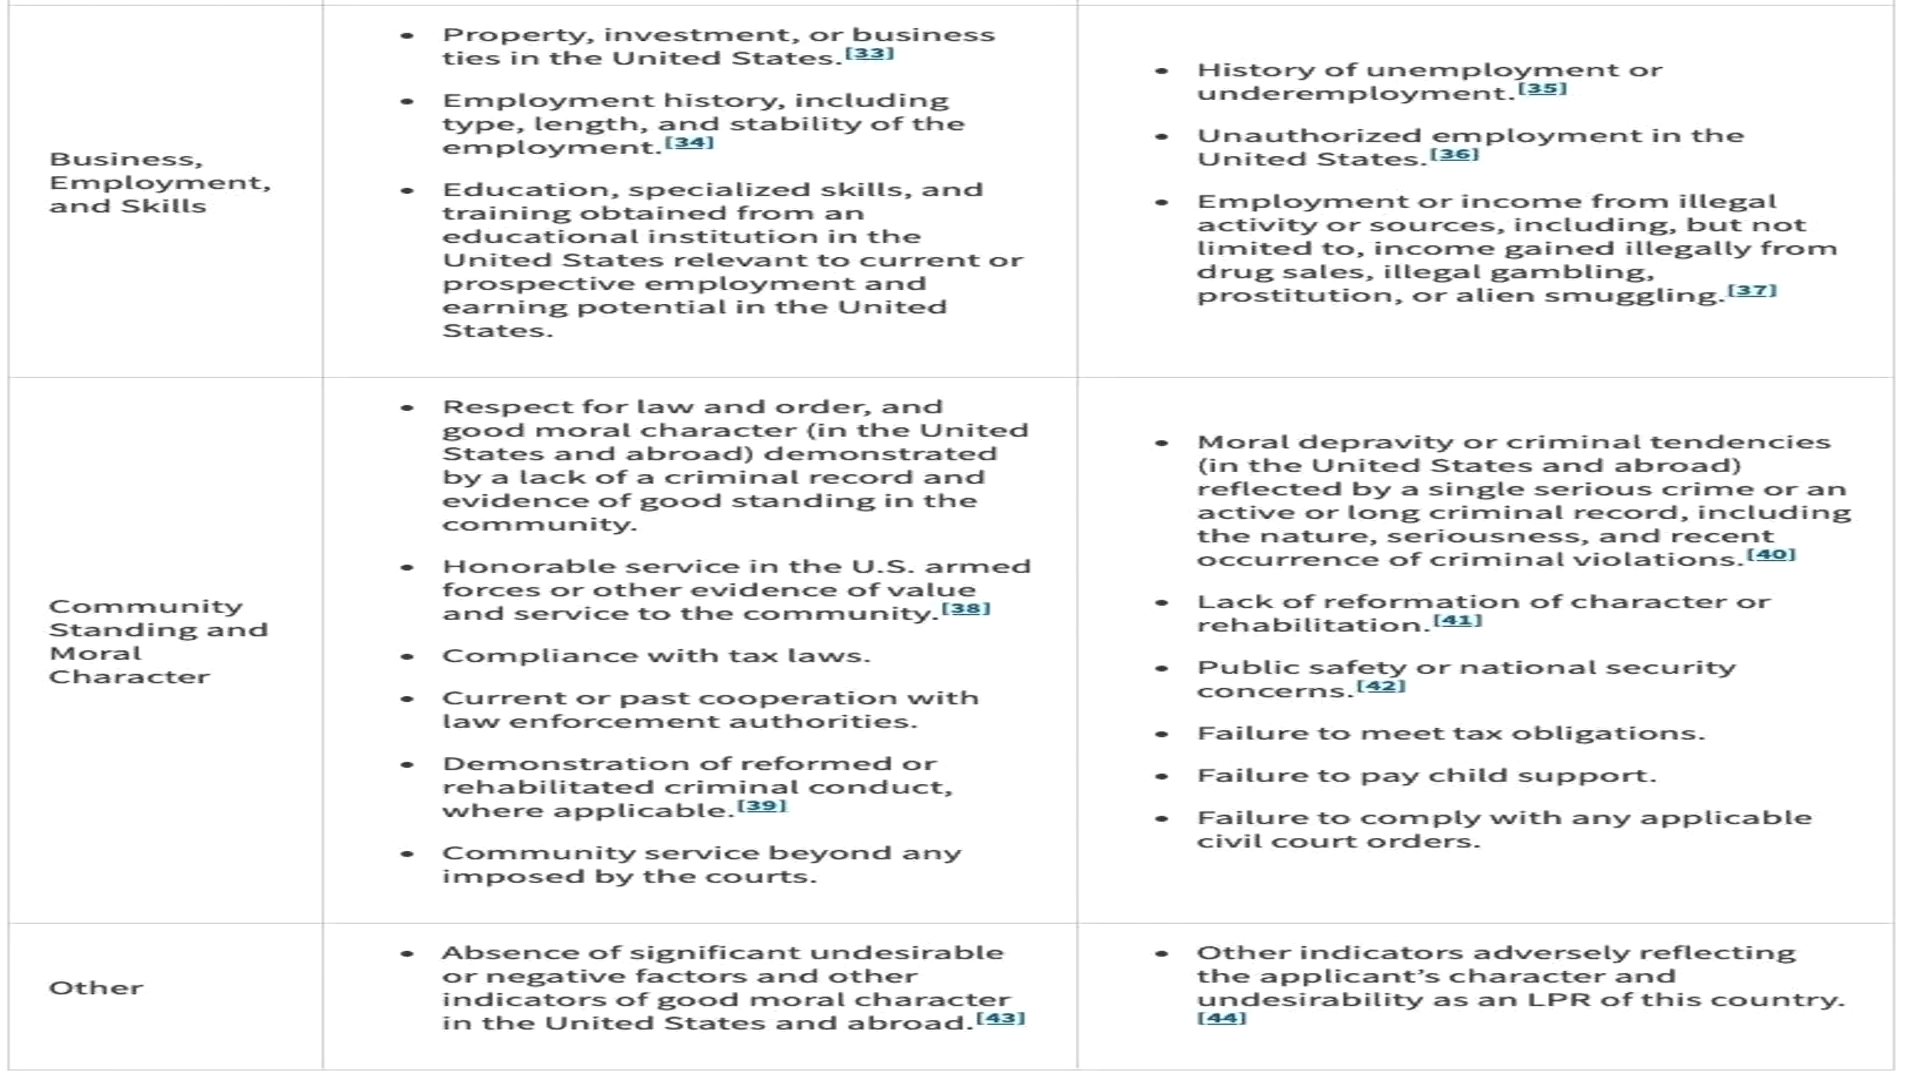 Business,
Employment,
and Skills
• Property, investment, or business
ties in the United States.[33]
• Employment history, including
type, length, and stability of the
employment.[34]
• Education, specialized skills, and
training obtained from an
educational institution in the
United States relevant to current or
prospective employment and
earning potential in the United
States.
• History of unemployment or
underemployment.[35]
• Unauthorized employment in the
United States.[36]
• Employment or income from illegal
activity or sources, including, but not
limited to, income gained illegally from
drug sales, illegal gambling,
prostitution, or alien smuggling.[37]
Community
Standing and
Moral
Character
• Respect for law and order, and
good moral character (in the United
States and abroad) demonstrated
by a lack of a criminal record and
evidence of good standing in the
community.
• Honorable service in the U.S. armed
forces or other evidence of value
and service to the community.[38]
• Compliance with tax laws.
• Current or past cooperation with
law enforcement authorities.
• Demonstration of reformed or
rehabilitated criminal conduct,
where applicable.[39]
• Community service beyond any
imposed by the courts.
• Moral depravity or criminal tendencies
(in the United States and abroad)
reflected by a single serious crime or an
active or long criminal record, including
the nature, seriousness, and recent
occurrence of criminal violations.[40]
• Lack of reformation of character or
rehabilitation.[41]
• Public safety or national security
concerns.[42]
• Failure to meet tax obligations.
• Failure to pay child support.
• Failure to comply with any applicable
civil court orders.
Other
• Absence of significant undesirable
or negative factors and other
indicators of good moral character
in the United States and abroad.[43]
• Other indicators adversely reflecting
the applicant’s character and
undesirability as an LPR of this country.
[44]